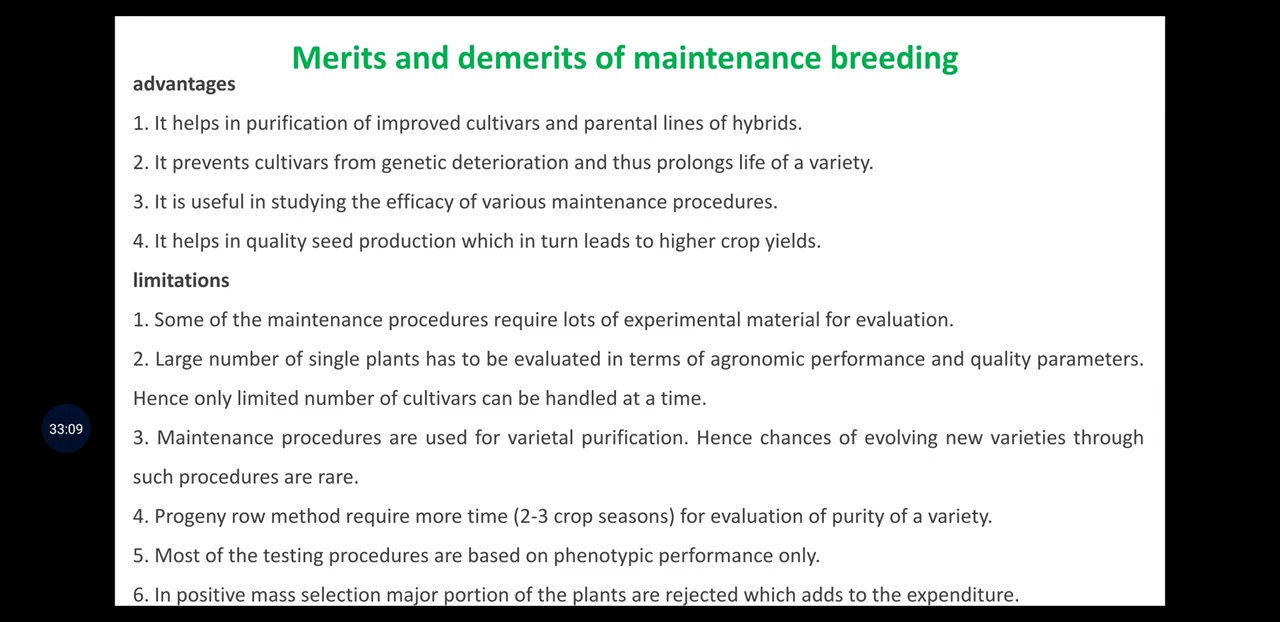 Merits and demerits of maintenance breeding
advantages
1. It helps in purification of improved cultivars and parental lines of hybrids.
2. It prevents cultivars from genetic deterioration and thus prolongs life of a variety.
3. It is useful in studying the efficacy of various maintenance procedures.
4. It helps in quality seed production which in turn leads to higher crop yields.
limitations
1. Some of the maintenance procedures require lots of experimental material for evaluation.
2. Large number of single plants has to be evaluated in terms of agronomic performance and quality parameters.
Hence only limited number of cultivars can be handled at a time.
33:09
3. Maintenance procedures are used for varietal purification. Hence chances of evolving new varieties through
such procedures are rare.
4. Progeny row method require more time (2-3 crop seasons) for evaluation of purity of a variety.
5. Most of the testing procedures are based on phenotypic performance only.
6. In positive mass selection major portion of the plants are rejected which adds to the expenditure.